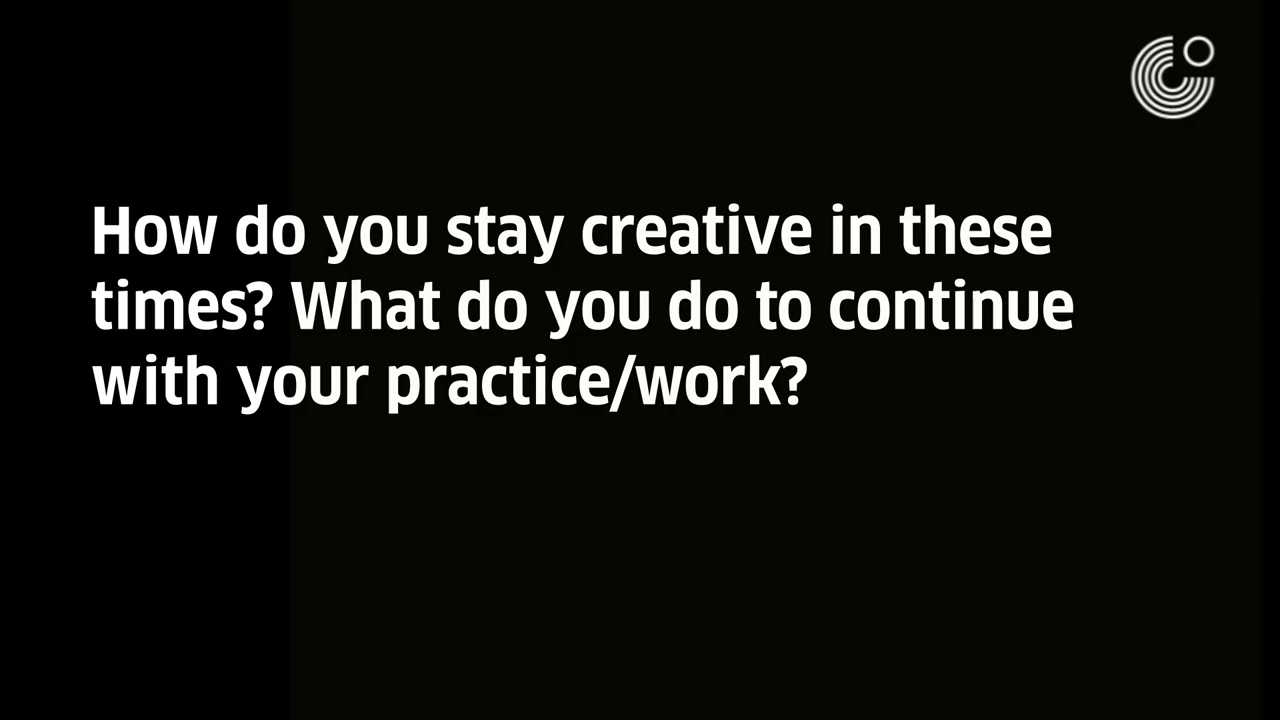 How do you stay creative in these
times? What do you do to continue
with your practice/work?